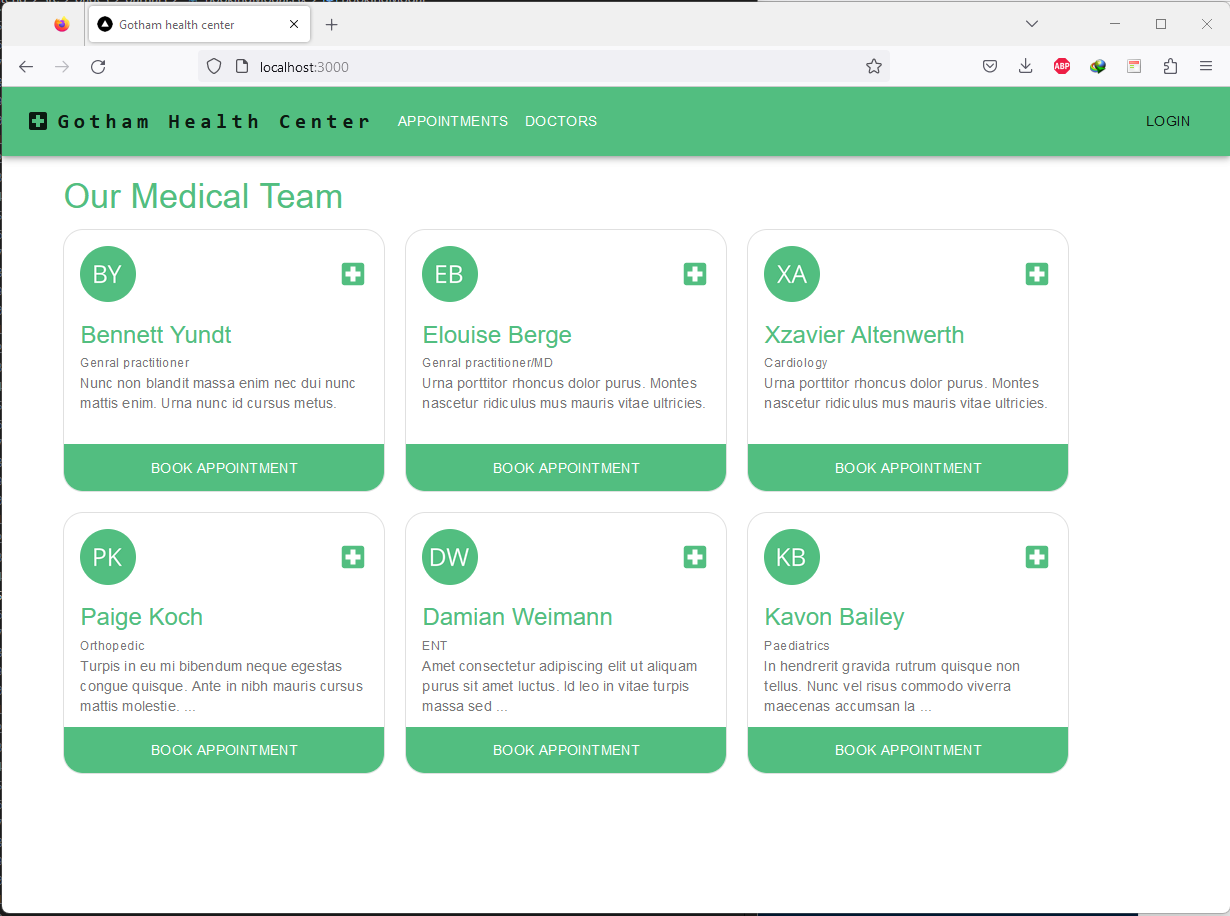 Gotham health center
localhost:3000
ABP
Gotham Health Center APPOINTMENTS DOCTORS LOGIN
Our Medical Team
BY
Bennett Yundt
Genral practitioner
Nunc non blandit massa enim nec dui nunc
mattis enim. Urna nunc id cursus metus.
BOOK APPOINTMENT
EB
Elouise Berge
Genral practitioner/MD
Urna porttitor rhoncus dolor purus. Montes
nascetur ridiculus mus mauris vitae ultricies.
BOOK APPOINTMENT
XA
Xzavier Altenwerth
Cardiology
Urna porttitor rhoncus dolor purus. Montes
nascetur ridiculus mus mauris vitae ultricies.
BOOK APPOINTMENT
PK
Paige Koch
Orthopedic
Turpis in eu mi bibendum neque egestas
congue quisque. Ante in nibh mauris cursus
mattis molestie. ...
BOOK APPOINTMENT
DW
Damian Weimann
ENT
Amet consectetur adipiscing elit ut aliquam
purus sit amet luctus. Id leo in vitae turpis
massa sed ...
BOOK APPOINTMENT
KB
Kavon Bailey
Paediatrics
In hendrerit gravida rutrum quisque non
tellus. Nunc vel risus commodo viverra
maecenas accumsan la ...
BOOK APPOINTMENT